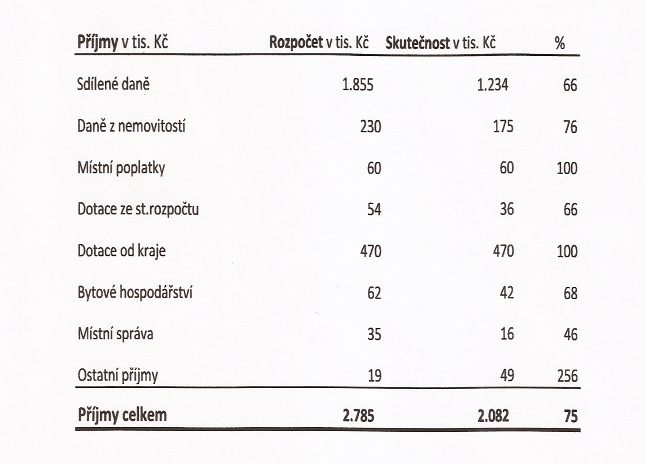 Příjmy v tis. Kč Rozpočet v tis. Kč Skutečnost v tis. Kč %
Sdílené daně 1.855 1.234 66
Daně z nemovitostí 230 175 76
Místní poplatky 60 60 100
Dotace ze st.rozpočtu 54 36 66
Dotace od kraje 470 470 100
Bytové hospodářství 62 42 68
Místní správa 35 16 46
Ostatní příjmy 19 49 256
Příjmy celkem 2.785 2.082 75